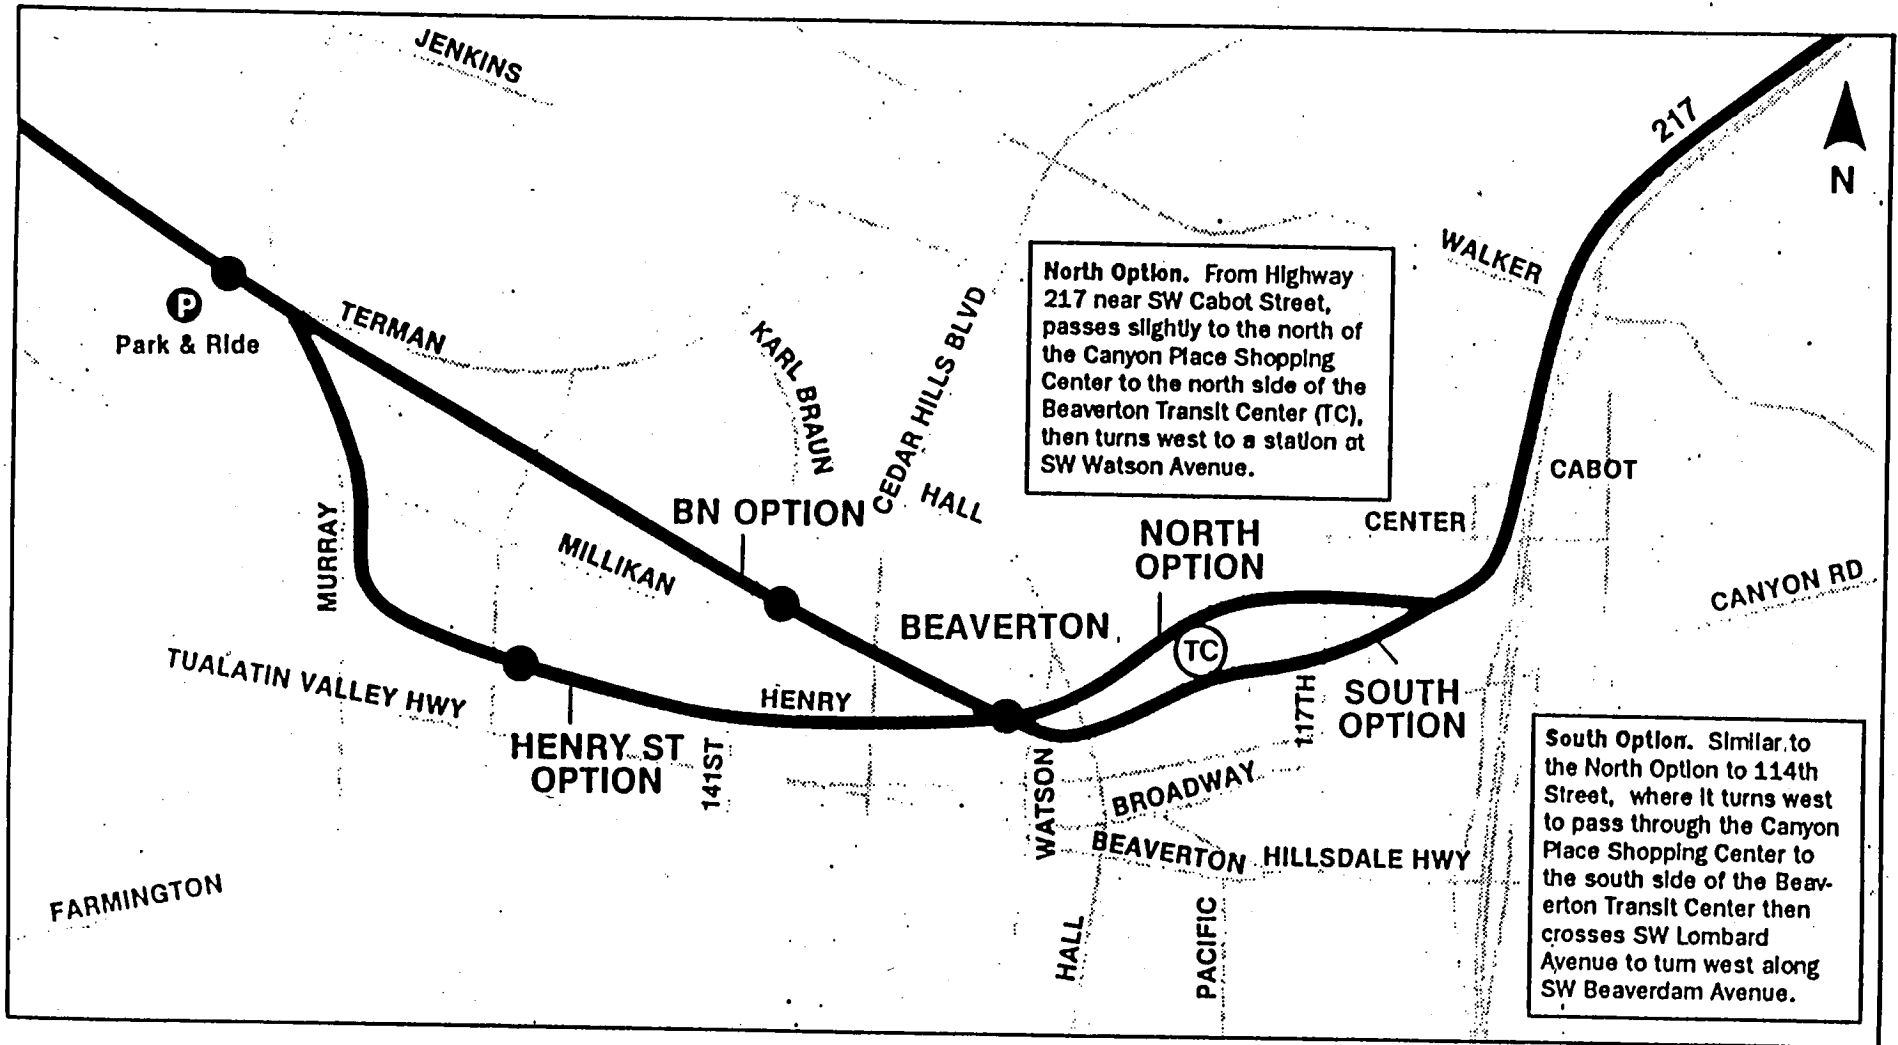 JENKINS
217
N
WALKER
P
Park & Ride
TERMAN
KARL BRAUN
CEDAR HILLS BLVD
North Option. From Highway
217 near SW Cabot Street,
passes slightly to the north of
the Canyon Place Shopping
Center to the north side of the
Beaverton Transit Center (TC),
then turns west to a station at
SW Watson Avenue.
CABOT
HALL
BN OPTION
CENTER
NORTH
OPTION
MURRAY
MILLIKAN
CANYON RD
BEAVERTON
TC
TUALATIN VALLEY HWY
HENRY
117TH
SOUTH
OPTION
HENRY ST
OPTION
141ST
WATSON
BROADWAY
BEAVERTON HILLSDALE HWY
FARMINGTON
HALL
PACIFIC
South Option. Similar to
the North Option to 114th
Street, where it turns west
to pass through the Canyon
Place Shopping Center to
the south side of the Beav-
erton Transit Center then
crosses SW Lombard
Avenue to turn west along
SW Beaverdam Avenue.